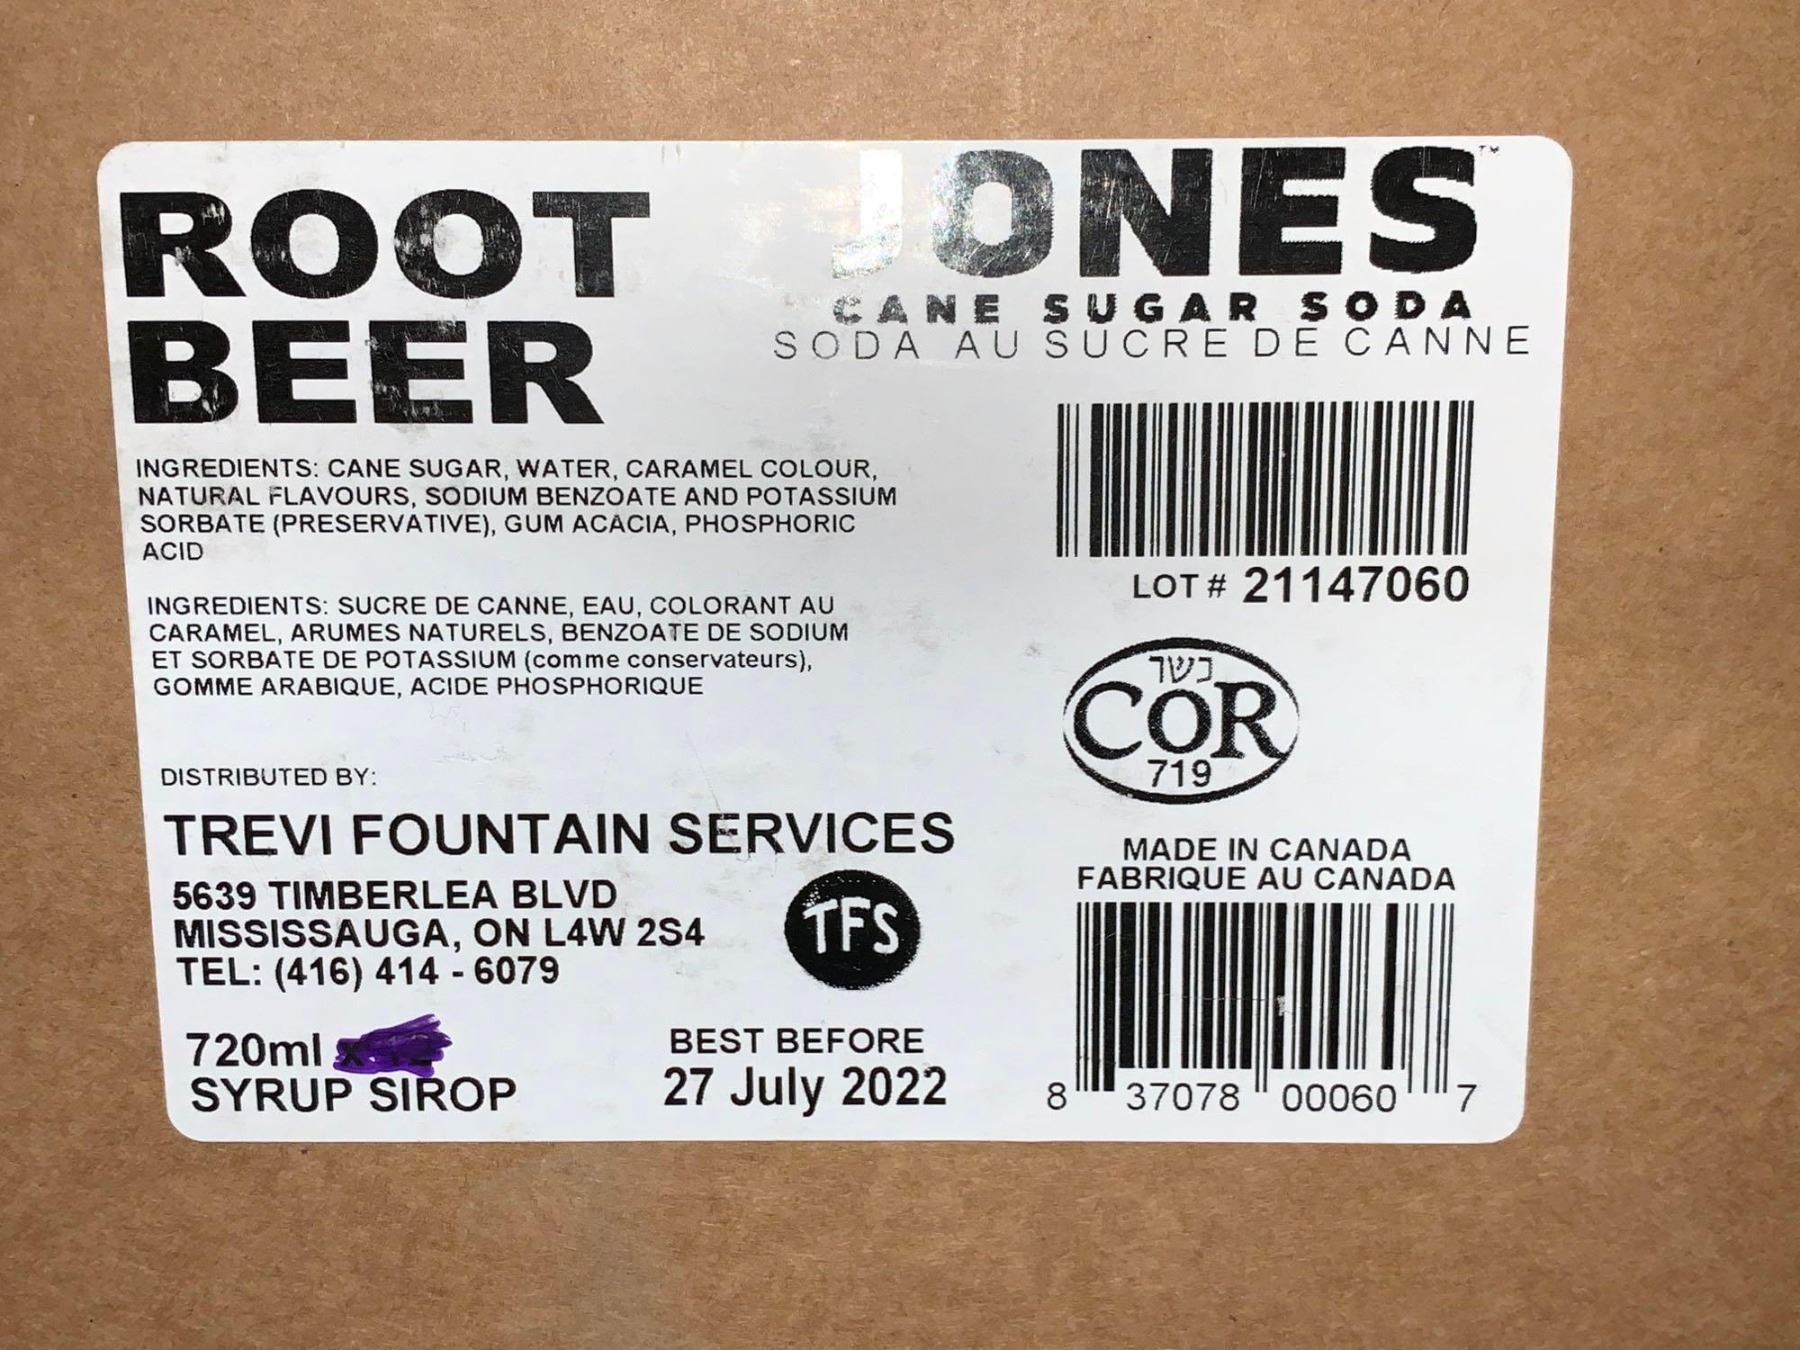 ROOT
BEER
JONES™
CANE SUGAR SODA
SODA AU SUCRE DE CANNE
INGREDIENTS: CANE SUGAR, WATER, CARAMEL COLOUR,
NATURAL FLAVOURS, SODIUM BENZOATE AND POTASSIUM
SORBATE (PRESERVATIVE), GUM ACACIA, PHOSPHORIC
ACID
INGREDIENTS: SUCRE DE CANNE, EAU, COLORANT AU
CARAMEL, ARUMES NATURELS, BENZOATE DE SODIUM
ET SORBATE DE POTASSIUM (comme conservateurs),
GOMME ARABIQUE, ACIDE PHOSPHORIQUE
LOT # 21147060
כשר
COR
719
DISTRIBUTED BY:
TREVI FOUNTAIN SERVICES
5639 TIMBERLEA BLVD
MISSISSAUGA, ON L4W 2S4
TEL: (416) 414 - 6079
TFS
720ml
SYRUP SIROP
BEST BEFORE
27 July 2022
MADE IN CANADA
FABRIQUE AU CANADA
8 37078 00060 7